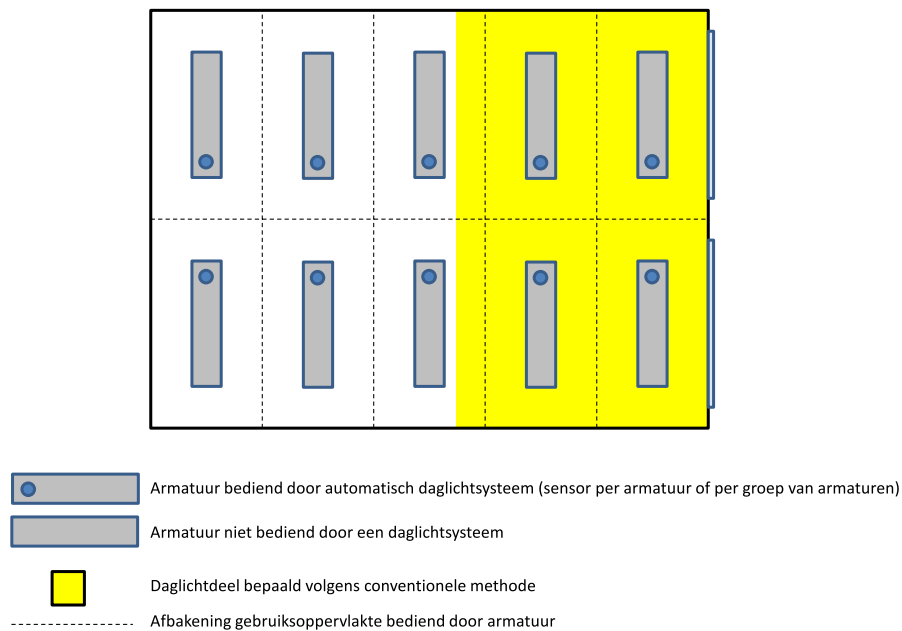 Armatuur bediend door automatisch daglichtsysteem (sensor per armatuur of per groep van armaturen)
Armatuur niet bediend door een daglichtsysteem
Daglichtdeel bepaald volgens conventionele methode
Afbakening gebruiksoppervlakte bediend door armatuur